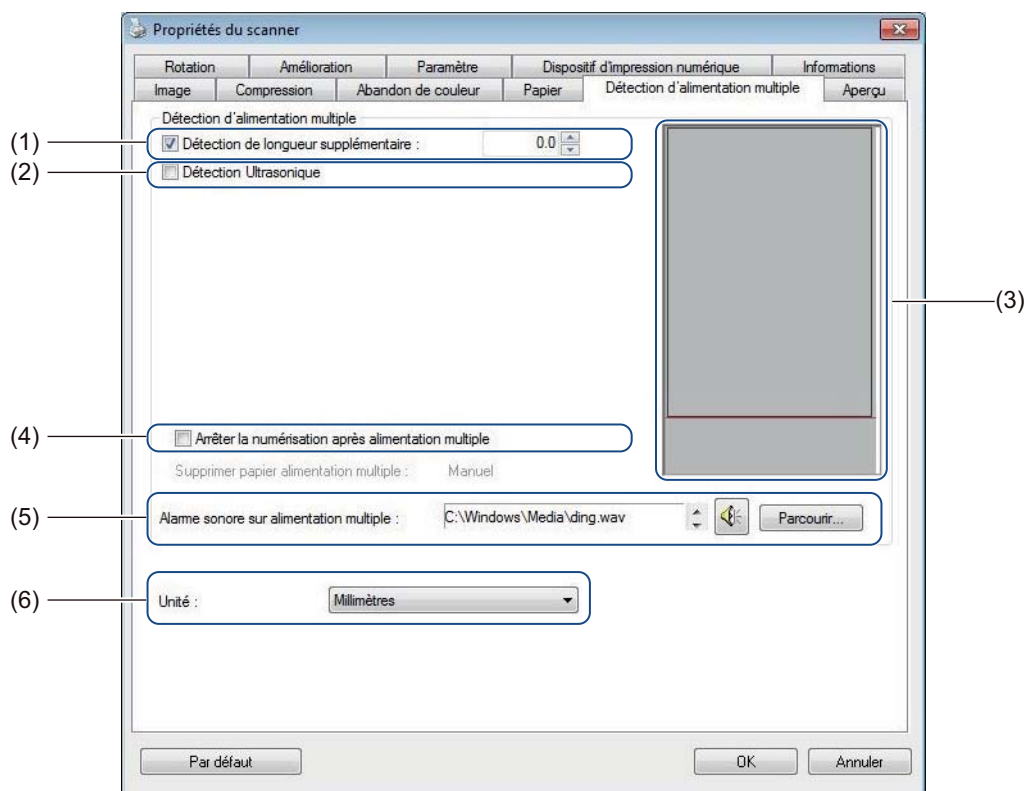 Propriétés du scanner
Rotation Amélioration Paramètre Dispositif d'impression numérique Informations
Image Compression Abandon de couleur Papier Détection d'alimentation multiple Aperçu
Détection d'alimentation multiple
(1) Détection de longueur supplémentaire : 0.0
(2) Détection Ultrasonique
(3)
(4) Arrêter la numérisation après alimentation multiple
Supprimer papier alimentation multiple : Manuel
(5) Alarme sonore sur alimentation multiple : C:\Windows\Media\ding.wav Parcourir...
(6) Unité : Millimètres
Par défaut OK Annuler